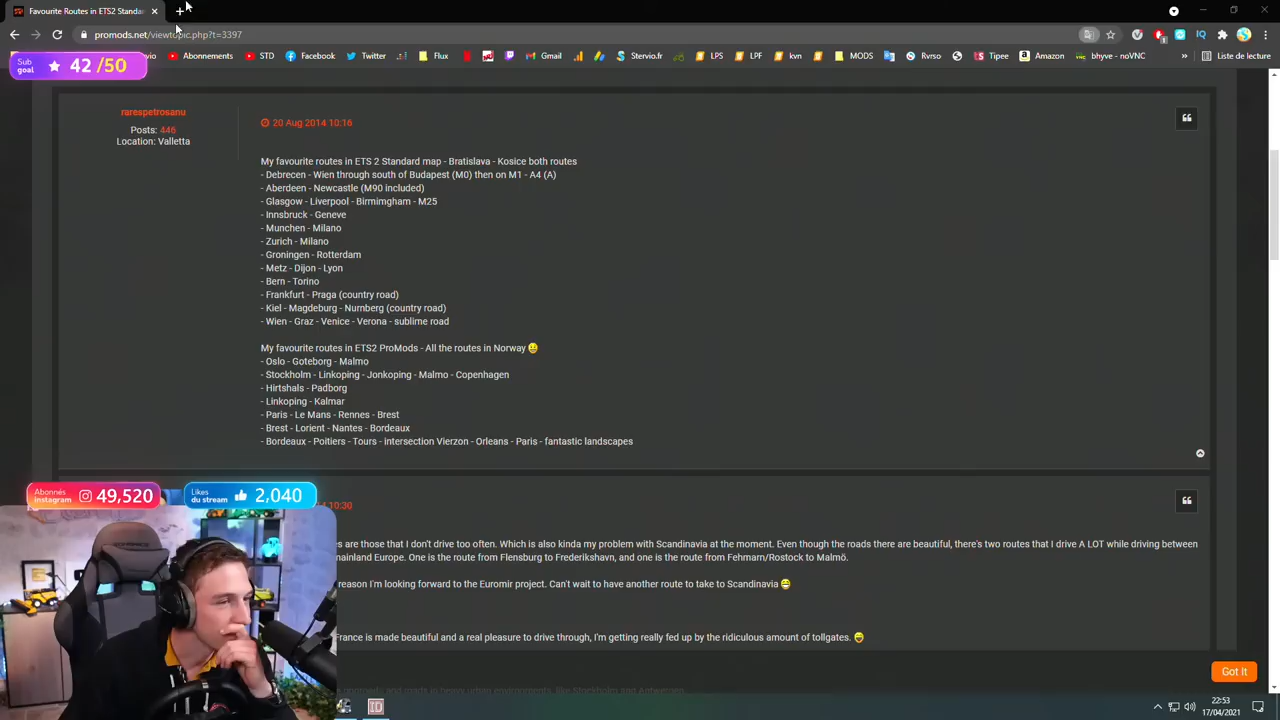 Favourite Routes in ETS2 Standa
promods.net/viewtopic.php?t=3397
Abonnements
STD
Facebook
Twitter
Flux
Gmail
Stervio.fr
LPS
LPF
kvn
MODS
Rvrso
Tipee
Amazon
bhyve - noVNC
»
Liste de lecture
Sub goal
42 /50
rarespetrosanu
Posts: 446
Location: Valletta
20 Aug 2014 10:16
My favourite routes in ETS 2 Standard map - Bratislava - Kosice both routes
- Debrecen - Wien through south of Budapest (M0) then on M1 - A4 (A)
- Aberdeen - Newcastle (M90 included)
- Glasgow - Liverpool - Birmimgham - M25
- Innsbruck - Geneve
- Munchen - Milano
- Zurich - Milano
- Groningen - Rotterdam
- Metz - Dijon - Lyon
- Bern - Torino
- Frankfurt - Praga (country road)
- Kiel - Magdeburg - Nurnberg (country road)
- Wien - Graz - Venice - Verona - sublime road
My favourite routes in ETS2 ProMods - All the routes in Norway
- Oslo - Goteborg - Malmo
- Stockholm - Linkoping - Jonkoping - Malmo - Copenhagen
- Hirtshals - Padborg
- Linkoping - Kalmar
- Paris - Le Mans - Rennes - Brest
- Brest - Lorient - Nantes - Bordeaux
- Bordeaux - Poitiers - Tours - intersection Vierzon - Orleans - Paris - fantastic landscapes
Abonnés Instagram
49,520
Likes du stream
2,040
10:30
are those that I don't drive too often. Which is also kinda my problem with Scandinavia at the moment. Even though the roads there are beautiful, there's two routes that I drive A LOT while driving between
mainland Europe. One is the route from Flensburg to Frederikshavn, and one is the route from Fehmarn/Rostock to Malmö.
reason I'm looking forward to the Euromir project. Can't wait to have another route to take to Scandinavia
France is made beautiful and a real pleasure to drive through, I'm getting really fed up by the ridiculous amount of tollgates.
Got It
ID
22:53
17/04/2021